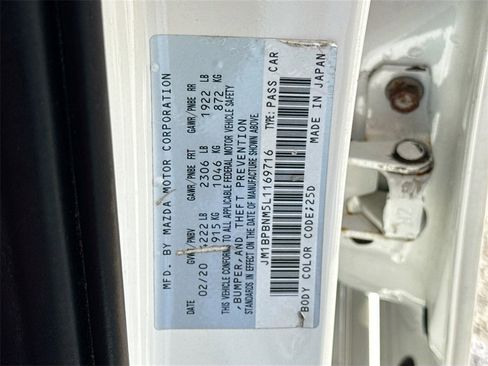 MFD. BY MAZDA MOTOR CORPORATION
DATE GVWR/PNBV GAWR/PNBE FRT GAWR/PNBE RR
02/20 4222 LB 2306 LB 1922 LB
1915 KG 1046 KG 872 KG
THIS VEHICLE CONFORMS TO ALL APPLICABLE FEDERAL MOTOR VEHICLE SAFETY
, BUMPER, AND THEFT PREVENTION
STANDARDS IN EFFECT ON THE DATE OF MANUFACTURE SHOWN ABOVE.
JM1BPBNM5L1169716 TYPE: PASS CAR
BODY COLOR CODE;25D MADE IN JAPAN